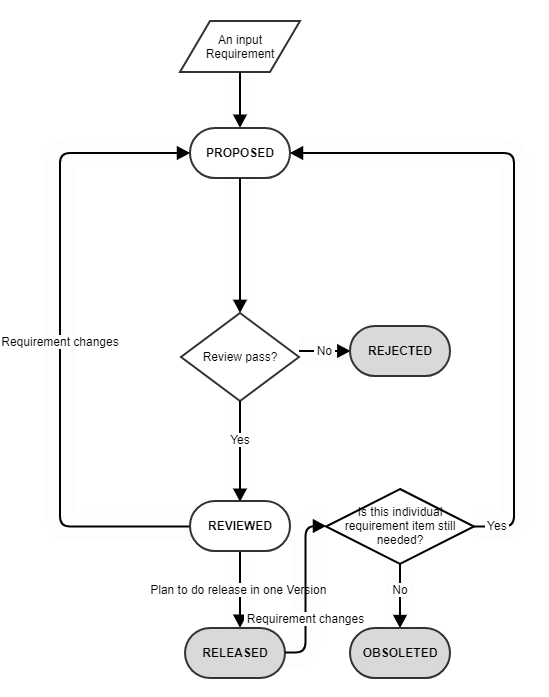 An input
Requirement
PROPOSED
Requirement changes
Review pass?
No
REJECTED
Yes
REVIEWED
Is this individual
requirement item still
needed?
Yes
Plan to do release in one Version
No
Requirement changes
RELEASED
OBSOLETED